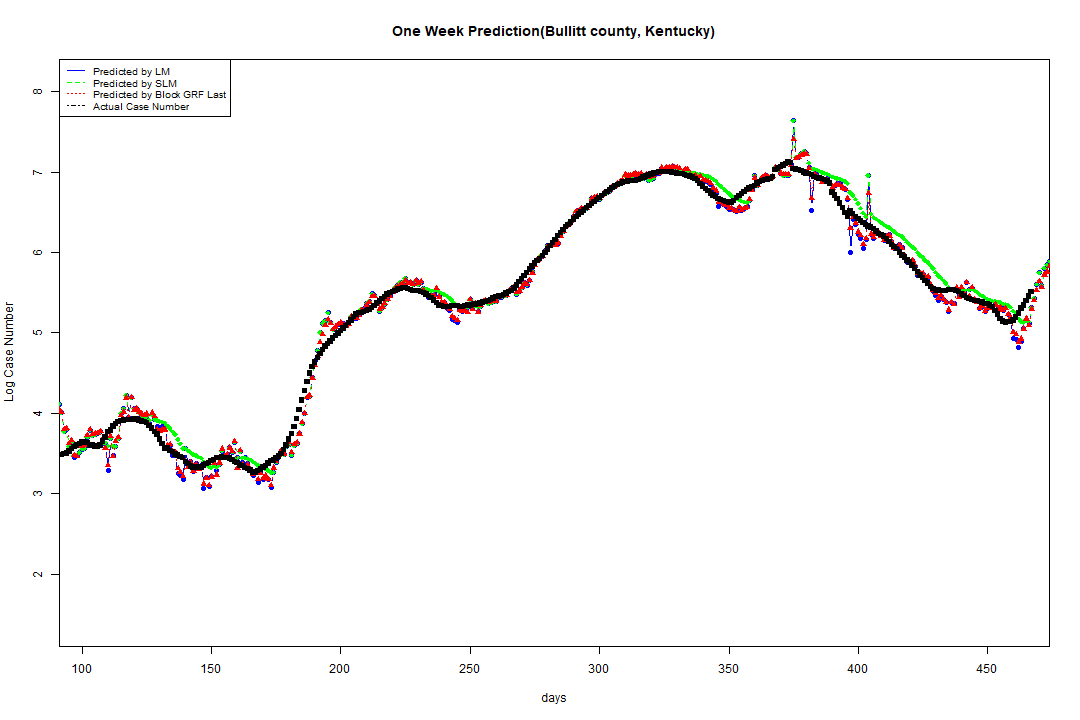 One Week Prediction(Bullitt county, Kentucky)
Predicted by LM
Predicted by SLM
Predicted by Block GRF Last
Actual Case Number
8
7
6
5
4
3
2
Log Case Number
100 150 200 250 300 350 400 450
days